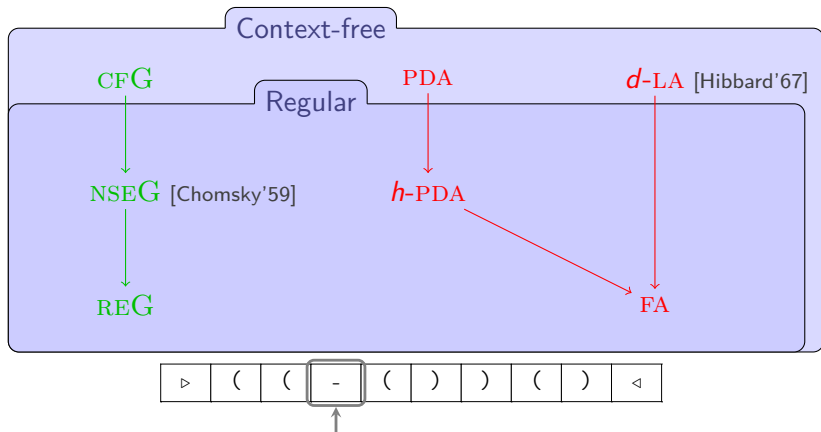 Context-free
CFG PDA d-LA [Hibbard'67]
Regular
NSEG [Chomsky'59] h-PDA
REG FA
▹ ( ( - ( ) ) ( ) ◃